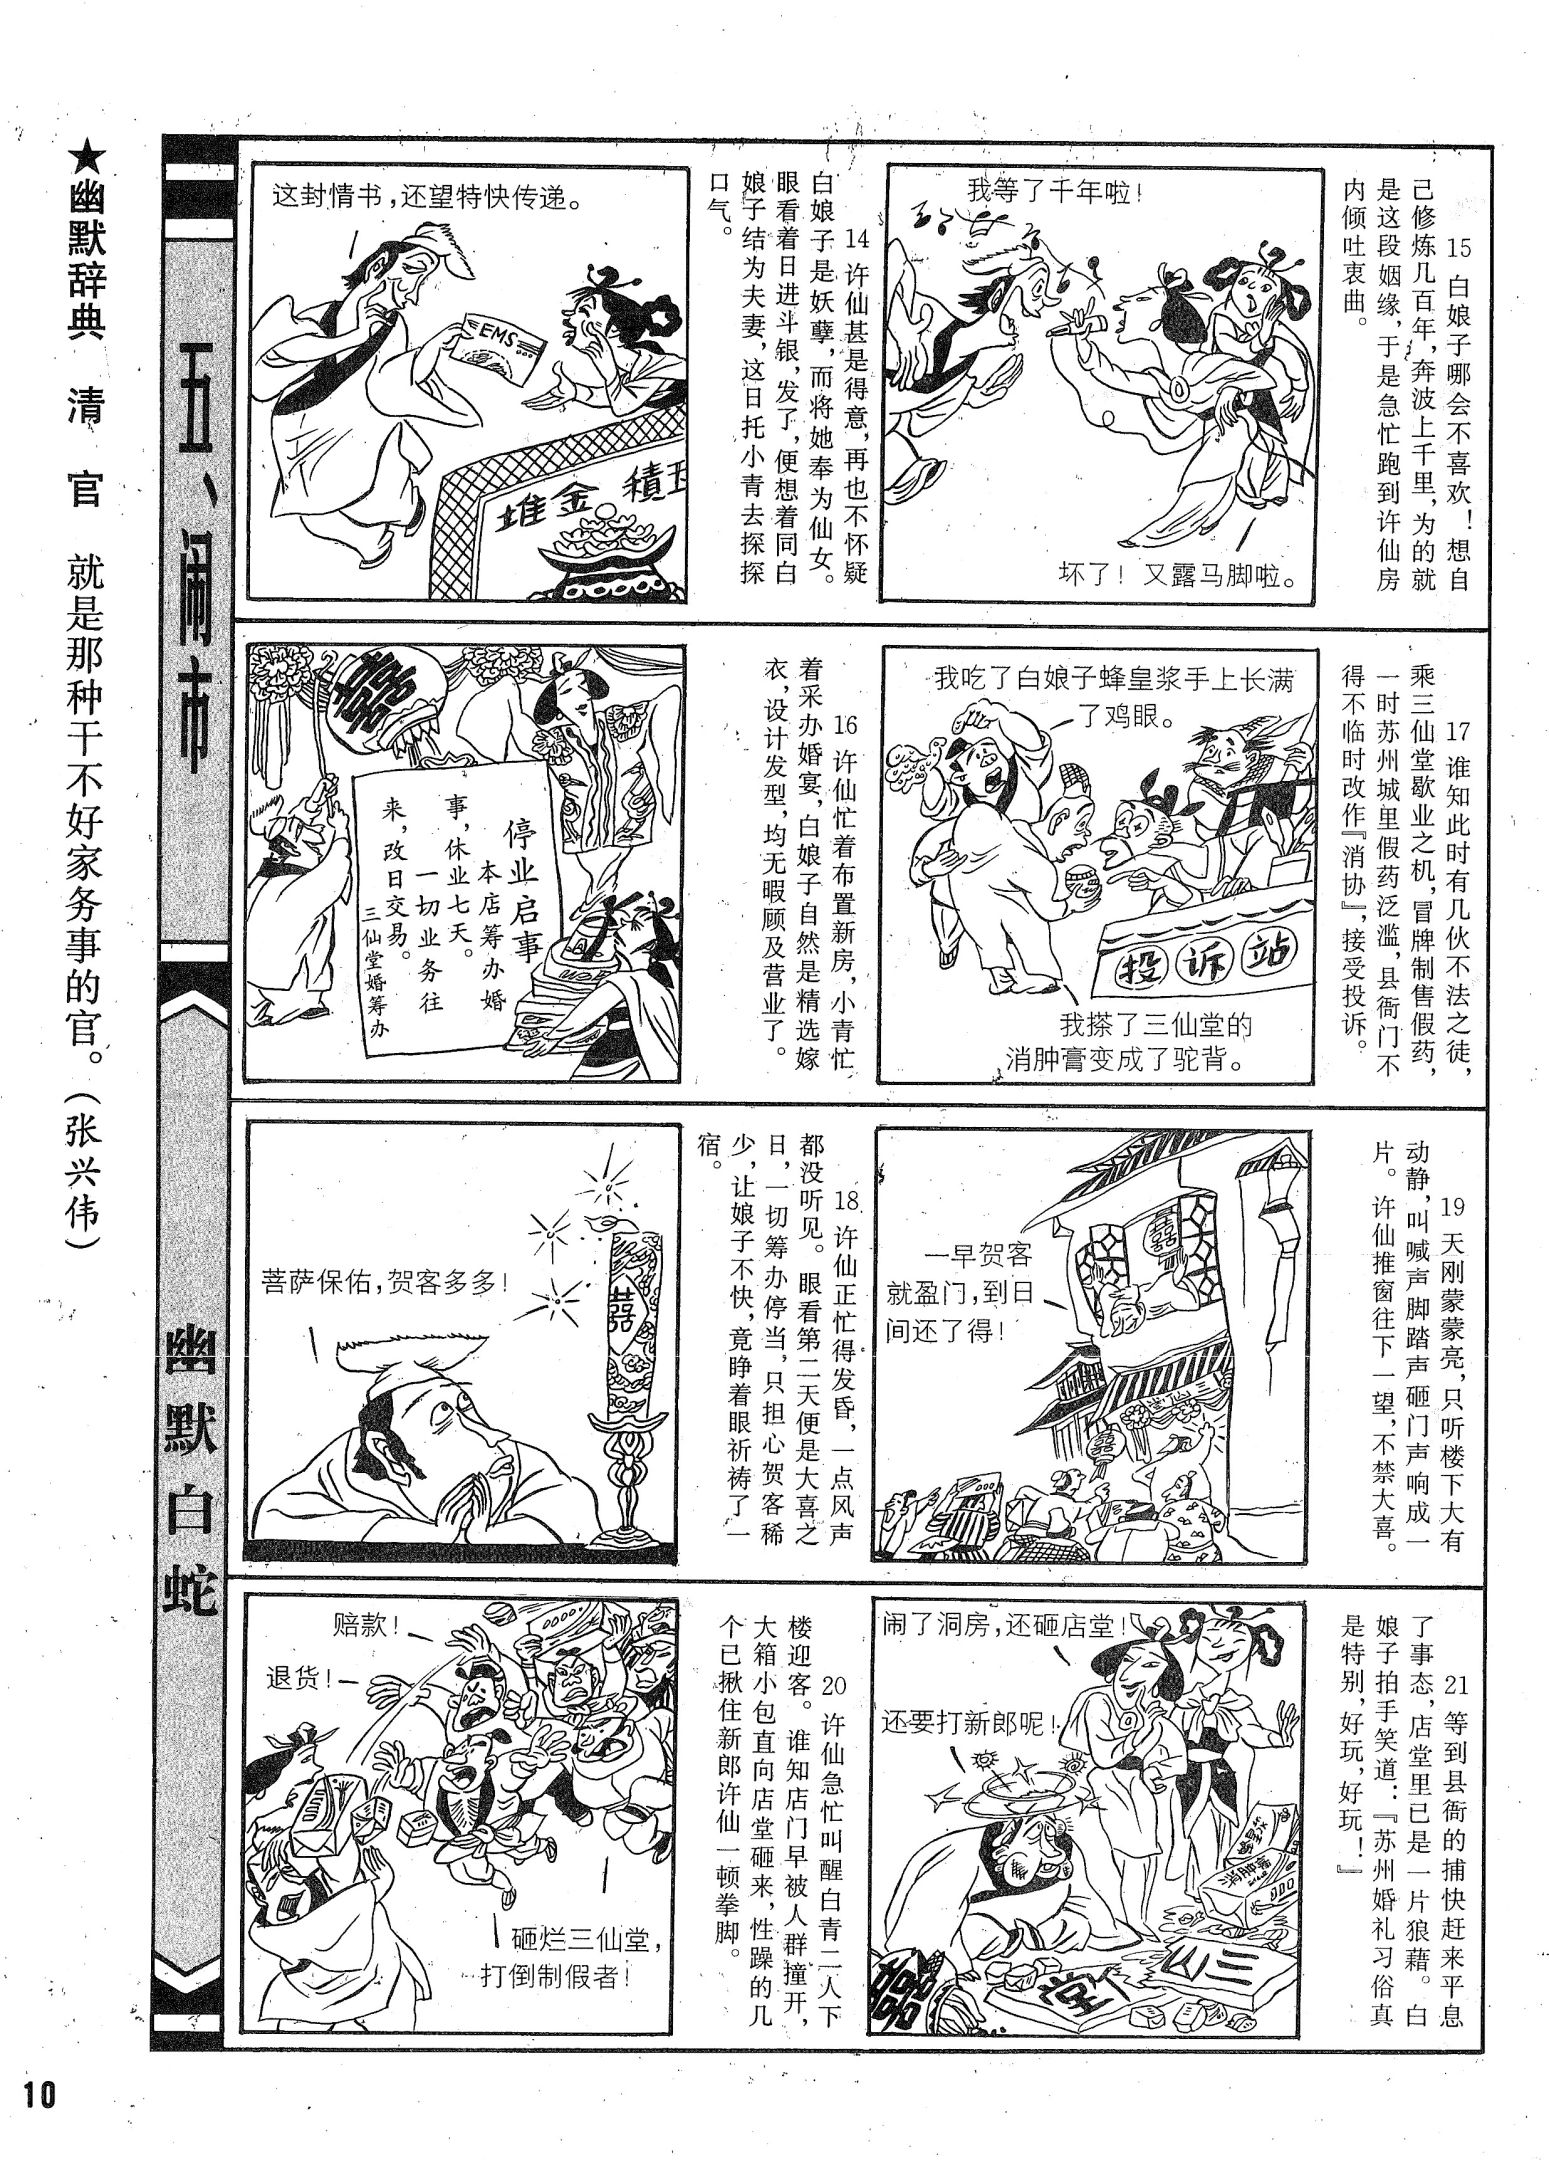 ★幽默辞典　清　官　就是那种干不好家务事的官。（张兴伟）
五、闹市
幽默白蛇
这封情书，还望特快传递。
EMS
堆金積玉
14 许仙甚是得意，再也不怀疑
白娘子是妖孽，而将她奉为仙女。
眼看着日进斗银，发了，便想着同白
娘子结为夫妻，这日托小青去探探
口气。
我等了千年啦！
坏了！又露马脚啦。
15 白娘子哪会不喜欢！想自
己修炼几百年，奔波上千里，为的就
是这段姻缘，于是急忙跑到许仙房
内倾吐衷曲。
囍
停业启事
本店筹办婚
事，休业七天。
一切业务往
来，改日交易。
三仙堂婚筹办
16 许仙忙着布置新房，小青忙
着采办婚宴，白娘子自然是精选嫁
衣，设计发型，均无暇顾及营业了。
我吃了白娘子蜂皇浆手上长满
了鸡眼。
投诉站
我搽了三仙堂的
消肿膏变成了驼背。
17 谁知此时有几伙不法之徒，
乘三仙堂歇业之机，冒牌制售假药，
一时苏州城里假药泛滥，县衙门不
得不临时改作『消协』，接受投诉。
菩萨保佑，贺客多多！
囍
18 许仙正忙得发昏，一点风声
都没听见。眼看第二天便是大喜之
日，一切筹办停当，只担心贺客稀
少，让娘子不快，竟睁着眼祈祷了一
宿。
囍
一早贺客
就盈门，到日
间还了得！
囍
19 天刚蒙蒙亮，只听楼下大有
动静，叫喊声脚踏声砸门声响成一
片。许仙推窗往下一望，不禁大喜。
赔款！
退货！
砸烂三仙堂，
打倒制假者！
20 许仙急忙叫醒白青二人下
楼迎客。谁知店门早被人群撞开，
大箱小包直向店堂砸来，性躁的几
个已揪住新郎许仙一顿拳脚。
闹了洞房，还砸店堂！
还要打新郎呢！
消肿膏
囍
三仙堂
21 等到县衙的捕快赶来平息
了事态，店堂里已是一片狼藉。白
娘子拍手笑道：『苏州婚礼习俗真
是特别，好玩，好玩！』
10